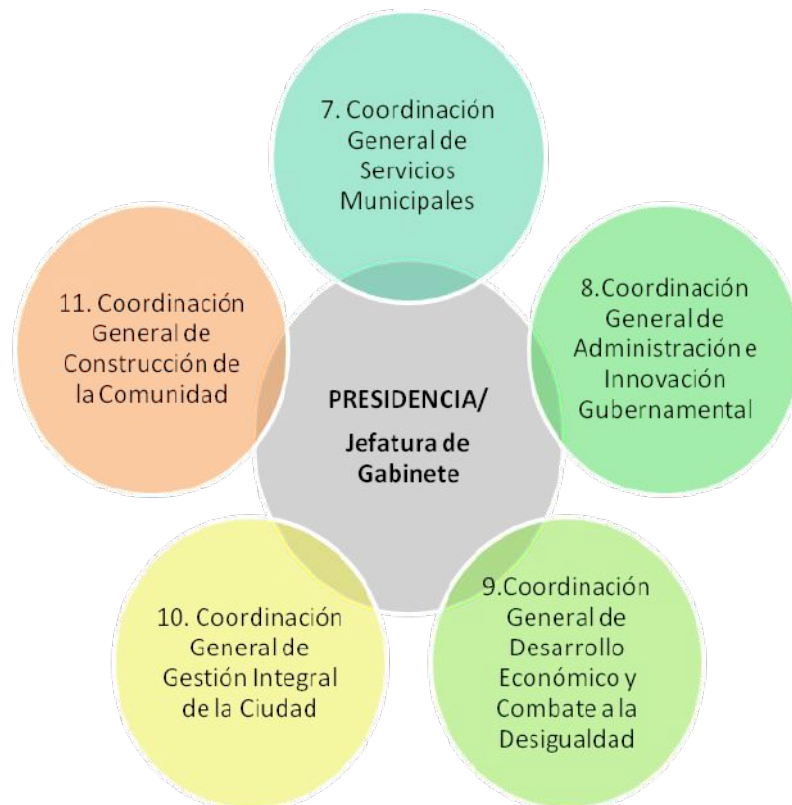 7. Coordinación
General de
Servicios
Municipales
8.Coordinación
General de
Administración e
Innovación
Gubernamental
9.Coordinación
General de
Desarrollo
Económico y
Combate a la
Desigualdad
10. Coordinación
General de
Gestión Integral
de la Ciudad
11. Coordinación
General de
Construcción de
la Comunidad
PRESIDENCIA/
Jefatura de
Gabinete